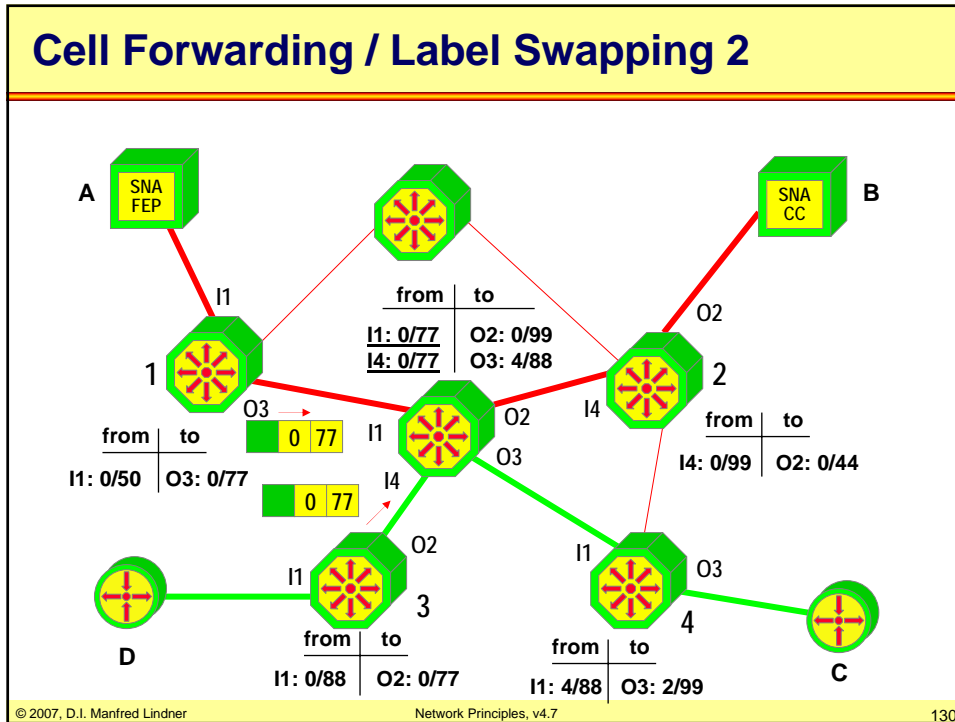 Cell Forwarding / Label Swapping 2
A
SNA
FEP
SNA
CC
B
I1
from to
I1: 0/77 O2: 0/99
I4: 0/77 O3: 4/88
O2
1
2
O3
0 77
I1
O2
I4
O3
from to
I1: 0/50 O3: 0/77
from to
I4: 0/99 O2: 0/44
I4
0 77
O2
I1
3
I1
O3
4
D
C
from to
I1: 0/88 O2: 0/77
from to
I1: 4/88 O3: 2/99
© 2007, D.I. Manfred Lindner Network Principles, v4.7 130